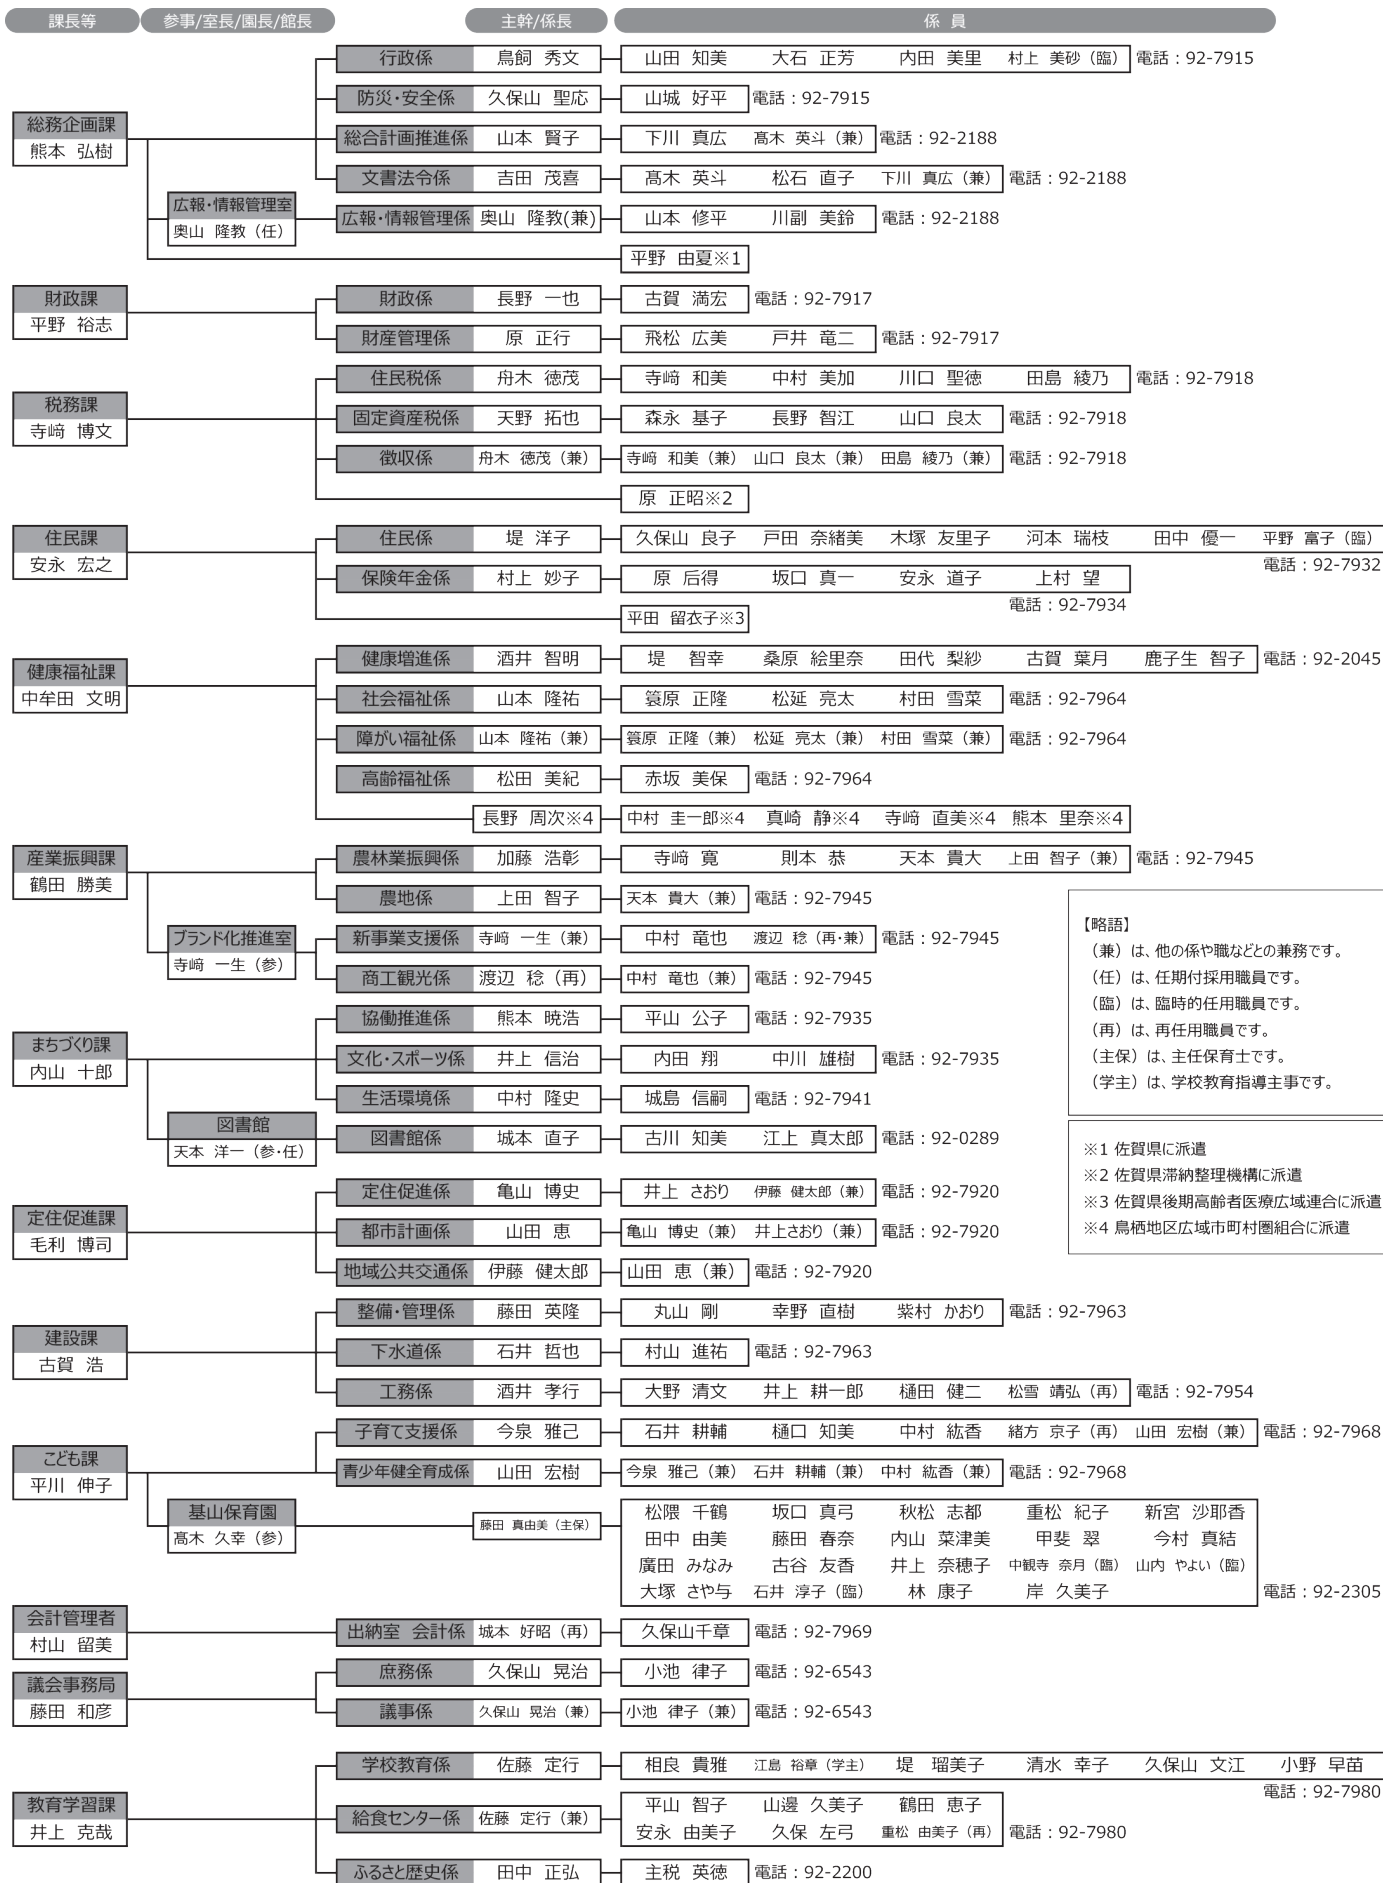 課長等 参事/室長/園長/館長 主幹/係長 係 員
行政係 鳥飼 秀文 山田 知美 大石 正芳 内田 美里 村上 美砂（臨） 電話：92-7915
防災・安全係 久保山 聖応 山城 好平 電話：92-7915
総務企画課
熊本 弘樹
総合計画推進係 山本 賢子 下川 真広 髙木 英斗（兼） 電話：92-2188
文書法令係 吉田 茂喜 髙木 英斗 松石 直子 下川 真広（兼） 電話：92-2188
広報・情報管理室
奥山 隆教（任）
広報・情報管理係 奥山 隆教(兼) 山本 修平 川副 美鈴 電話：92-2188
平野 由夏※1
財政課
平野 裕志
財政係 長野 一也 古賀 満宏 電話：92-7917
財産管理係 原 正行 飛松 広美 戸井 竜二 電話：92-7917
住民税係 舟木 徳茂 寺﨑 和美 中村 美加 川口 聖徳 田島 綾乃 電話：92-7918
税務課
寺﨑 博文
固定資産税係 天野 拓也 森永 基子 長野 智江 山口 良太 電話：92-7918
徴収係 舟木 徳茂（兼） 寺﨑 和美（兼） 山口 良太（兼） 田島 綾乃（兼） 電話：92-7918
原 正昭※2
住民課
安永 宏之
住民係 堤 洋子 久保山 良子 戸田 奈緒美 木塚 友里子 河本 瑞枝 田中 優一 平野 富子（臨）
電話：92-7932
保険年金係 村上 妙子 原 后得 坂口 真一 安永 道子 上村 望
電話：92-7934
平田 留衣子※3
健康福祉課
中牟田 文明
健康増進係 酒井 智明 堤 智幸 桑原 絵里奈 田代 梨紗 古賀 葉月 鹿子生 智子 電話：92-2045
社会福祉係 山本 隆祐 簑原 正隆 松延 亮太 村田 雪菜 電話：92-7964
障がい福祉係 山本 隆祐（兼） 簑原 正隆（兼） 松延 亮太（兼） 村田 雪菜（兼） 電話：92-7964
高齢福祉係 松田 美紀 赤坂 美保 電話：92-7964
長野 周次※4 中村 圭一郎※4 真崎 静※4 寺﨑 直美※4 熊本 里奈※4
産業振興課
鶴田 勝美
農林業振興係 加藤 浩彰 寺﨑 寛 則本 恭 天本 貴大 上田 智子（兼） 電話：92-7945
農地係 上田 智子 天本 貴大（兼） 電話：92-7945
ブランド化推進室
寺﨑 一生（参）
新事業支援係 寺﨑 一生（兼） 中村 竜也 渡辺 稔（再・兼） 電話：92-7945
商工観光係 渡辺 稔（再） 中村 竜也（兼） 電話：92-7945
【略語】
（兼）は、他の係や職などとの兼務です。
（任）は、任期付採用職員です。
（臨）は、臨時的任用職員です。
（再）は、再任用職員です。
（主保）は、主任保育士です。
（学主）は、学校教育指導主事です。
協働推進係 熊本 暁浩 平山 公子 電話：92-7935
まちづくり課
内山 十郎
文化・スポーツ係 井上 信治 内田 翔 中川 雄樹 電話：92-7935
生活環境係 中村 隆史 城島 信嗣 電話：92-7941
図書館
天本 洋一（参・任）
図書館係 城本 直子 古川 知美 江上 真太郎 電話：92-0289
※1 佐賀県に派遣
※2 佐賀県滞納整理機構に派遣
※3 佐賀県後期高齢者医療広域連合に派遣
※4 鳥栖地区広域市町村圏組合に派遣
定住促進係 亀山 博史 井上 さおり 伊藤 健太郎（兼） 電話：92-7920
定住促進課
毛利 博司
都市計画係 山田 恵 亀山 博史（兼） 井上さおり（兼） 電話：92-7920
地域公共交通係 伊藤 健太郎 山田 恵（兼） 電話：92-7920
整備・管理係 藤田 英隆 丸山 剛 幸野 直樹 紫村 かおり 電話：92-7963
建設課
古賀 浩
下水道係 石井 哲也 村山 進祐 電話：92-7963
工務係 酒井 孝行 大野 清文 井上 耕一郎 樋田 健二 松雪 靖弘（再） 電話：92-7954
子育て支援係 今泉 雅己 石井 耕輔 樋口 知美 中村 紘香 緒方 京子（再） 山田 宏樹（兼） 電話：92-7968
こども課
平川 伸子
青少年健全育成係 山田 宏樹 今泉 雅己（兼） 石井 耕輔（兼） 中村 紘香（兼） 電話：92-7968
基山保育園
髙木 久幸（参）
藤田 真由美（主保）
松隈 千鶴 坂口 真弓 秋松 志都 重松 紀子 新宮 沙耶香
田中 由美 藤田 春奈 内山 菜津美 甲斐 翠 今村 真結
廣田 みなみ 古谷 友香 井上 奈穂子 中観寺 奈月（臨） 山内 やよい（臨）
大塚 さや与 石井 淳子（臨） 林 康子 岸 久美子 電話：92-2305
会計管理者
村山 留美
出納室 会計係 城本 好昭（再） 久保山千章 電話：92-7969
議会事務局
藤田 和彦
庶務係 久保山 晃治 小池 律子 電話：92-6543
議事係 久保山 晃治（兼） 小池 律子（兼） 電話：92-6543
学校教育係 佐藤 定行 相良 貴雅 江島 裕章（学主） 堤 瑠美子 清水 幸子 久保山 文江 小野 早苗
電話：92-7980
教育学習課
井上 克哉
給食センター係 佐藤 定行（兼）
平山 智子 山邊 久美子 鶴田 恵子
安永 由美子 久保 左弓 重松 由美子（再） 電話：92-7980
ふるさと歴史係 田中 正弘 主税 英徳 電話：92-2200